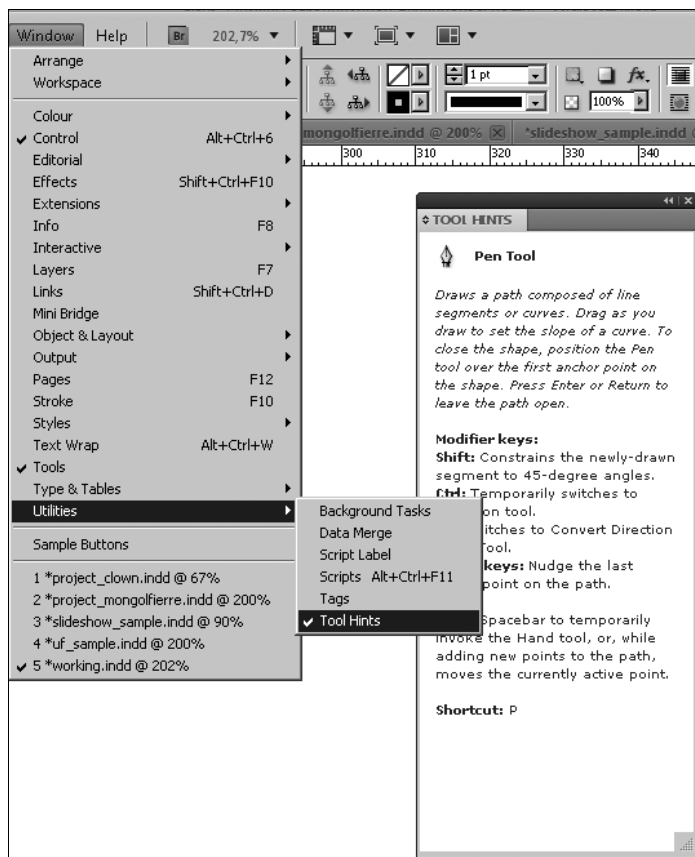 Window Help Br 202,7%
Arrange
Workspace
Colour
Control Alt+Ctrl+6
Editorial
Effects Shift+Ctrl+F10
Extensions
Info F8
Interactive
Layers F7
Links Shift+Ctrl+D
Mini Bridge
Object & Layout
Output
Pages F12
Stroke F10
Styles
Text Wrap Alt+Ctrl+W
Tools
Type & Tables
Utilities
Sample Buttons
1 *project_clown.indd @ 67%
2 *project_mongolfierre.indd @ 200%
3 *slideshow_sample.indd @ 90%
4 *uf_sample.indd @ 200%
5 *working.indd @ 202%
Background Tasks
Data Merge
Script Label
Scripts Alt+Ctrl+F11
Tags
Tool Hints
1 pt fx.
100%
mongolfierre.indd @ 200% *slideshow_sample.indd
300 310 320 330 340
TOOL HINTS
Pen Tool
Draws a path composed of line
segments or curves. Drag as you
draw to set the slope of a curve. To
close the shape, position the Pen
tool over the first anchor point on
the shape. Press Enter or Return to
leave the path open.
Modifier keys:
Shift: Constrains the newly-drawn
segment to 45-degree angles.
Ctrl: Temporarily switches to
on tool.
itches to Convert Direction
ool.
keys: Nudge the last
point on the path.
Spacebar to temporarily
invoke the Hand tool, or, while
adding new points to the path,
moves the currently active point.
Shortcut: P